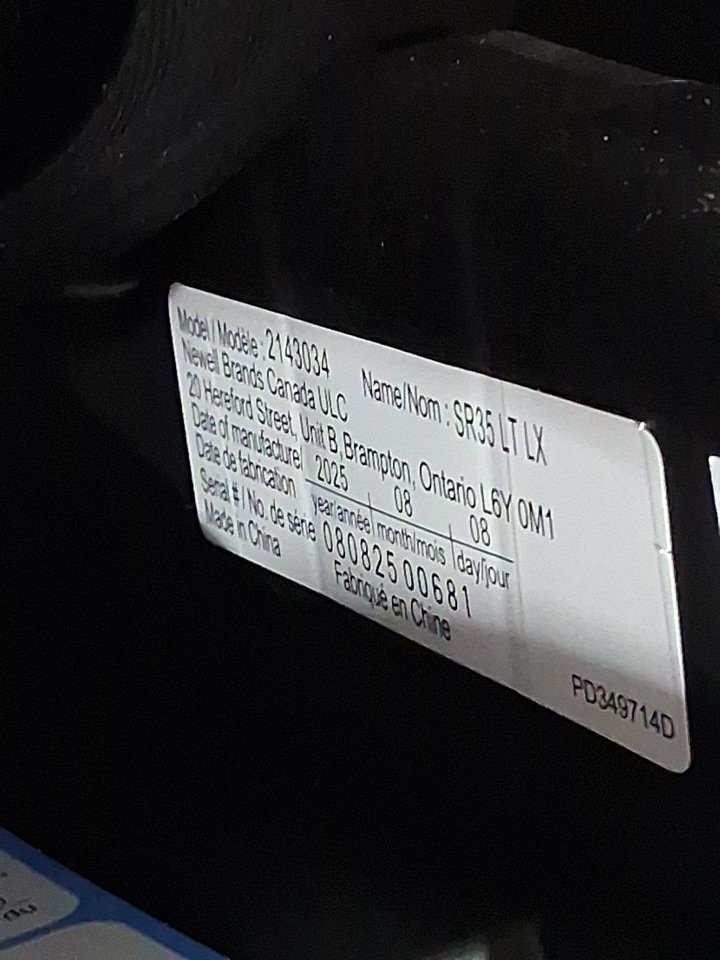 Model / Modèle : 2143034 Name/Nom : SR35 LT LX
Newell Brands Canada ULC
20 Hereford Street, Unit B, Brampton, Ontario L6Y 0M1
Date of manufacture/ 2025 08 08
Date de fabrication year/année month/mois day/jour
Serial # / No. de série 08082500681
Made in China Fabriqué en Chine
PD349714D